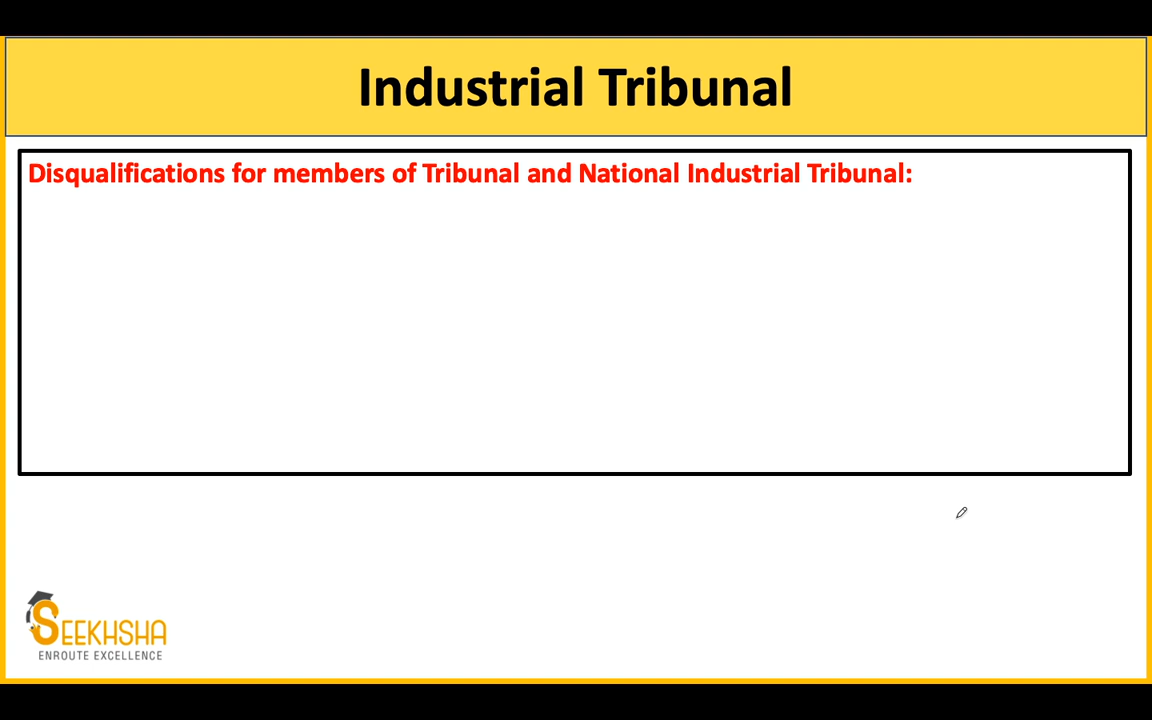 Industrial Tribunal
Disqualifications for members of Tribunal and National Industrial Tribunal:
SEEKHSHA
ENROUTE EXCELLENCE